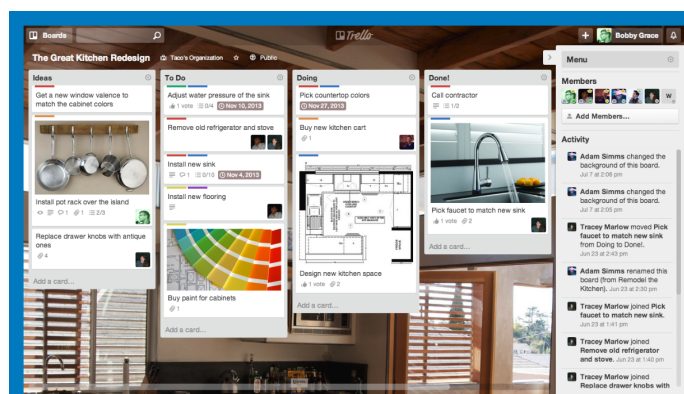 Boards
Trello
Bobby Grace
The Great Kitchen Redesign
Taco's Organization
Public
Ideas
Get a new window valence to
match the cabinet colors
Install pot rack over the island
1
1
2/3
Replace drawer knobs with antique
ones
4
Add a card...
To Do
Adjust water pressure of the sink
1 vote
0/4
Nov 10, 2013
Remove old refrigerator and stove
Install new sink
1
0/10
Nov 4, 2013
Install new flooring
Buy paint for cabinets
1
Add a card...
Doing
Pick countertop colors
Nov 27, 2013
Buy new kitchen cart
1
Design new kitchen space
1 vote
2
Done!
Call contractor
1/2
Pick faucet to match new sink
1 vote
2
Add a card...
Menu
Members
W
Add Members...
Activity
Adam Simms changed the
background of this board.
Jul 7 at 2:06 pm
Adam Simms changed the
background of this board.
Jul 7 at 2:05 pm
Tracey Marlow moved Pick
faucet to match new sink
from Doing to Done!.
Jun 23 at 2:43 pm
Adam Simms renamed this
board (from Remodel the
Kitchen). Jun 23 at 2:30 pm
Tracey Marlow joined Pick
faucet to match new sink.
Jun 23 at 1:41 pm
Tracey Marlow joined
Remove old refrigerator
and stove. Jun 23 at 1:40 pm
Tracey Marlow joined
Replace drawer knobs with